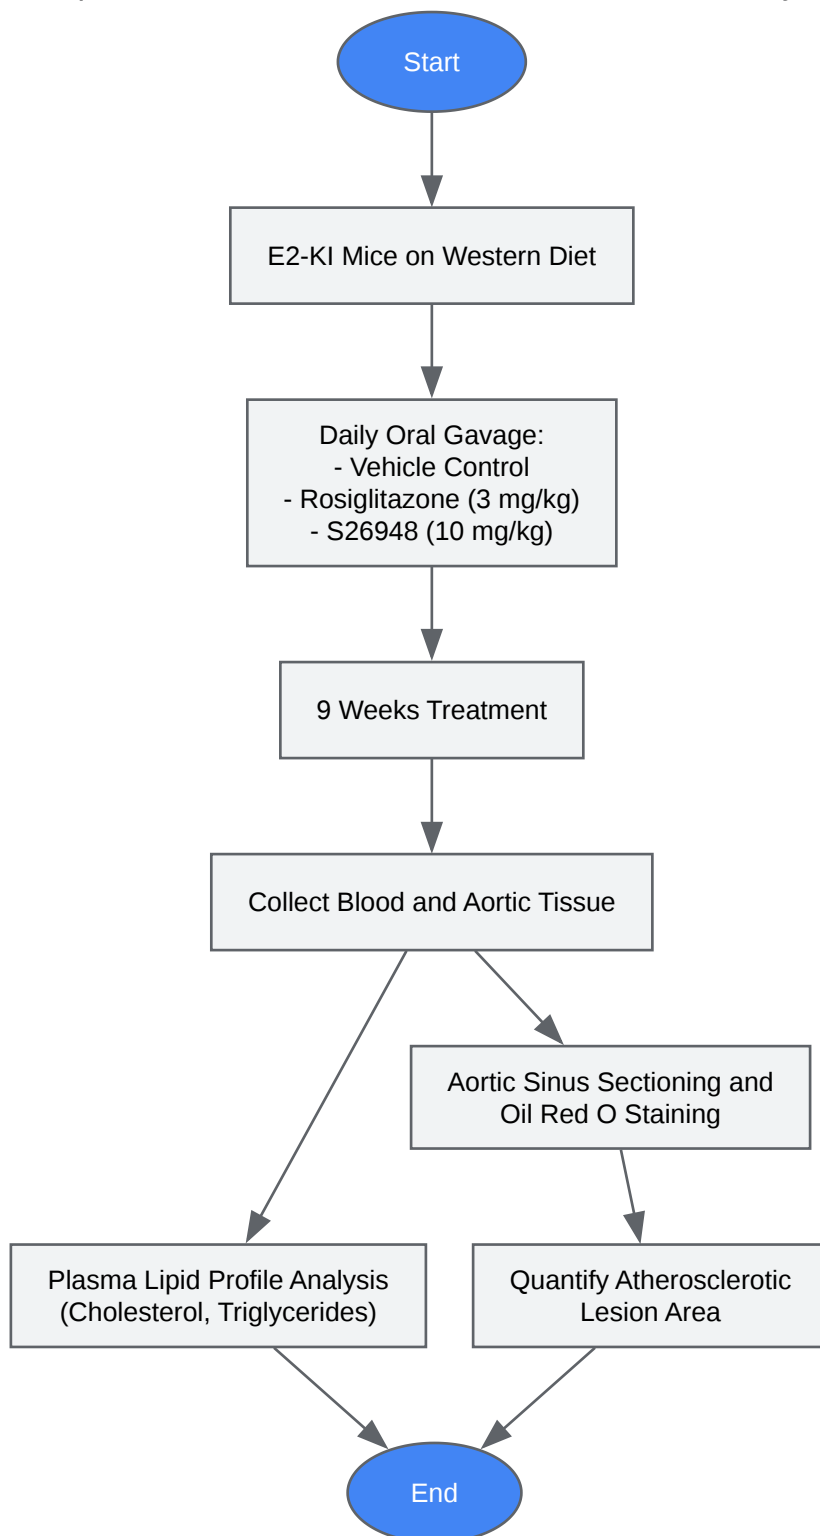 Start
E2-KI Mice on Western Diet
Daily Oral Gavage:
- Vehicle Control
- Rosiglitazone (3 mg/kg)
- S26948 (10 mg/kg)
9 Weeks Treatment
Collect Blood and Aortic Tissue
Aortic Sinus Sectioning and
Oil Red O Staining
Plasma Lipid Profile Analysis
(Cholesterol, Triglycerides)
Quantify Atherosclerotic
Lesion Area
End